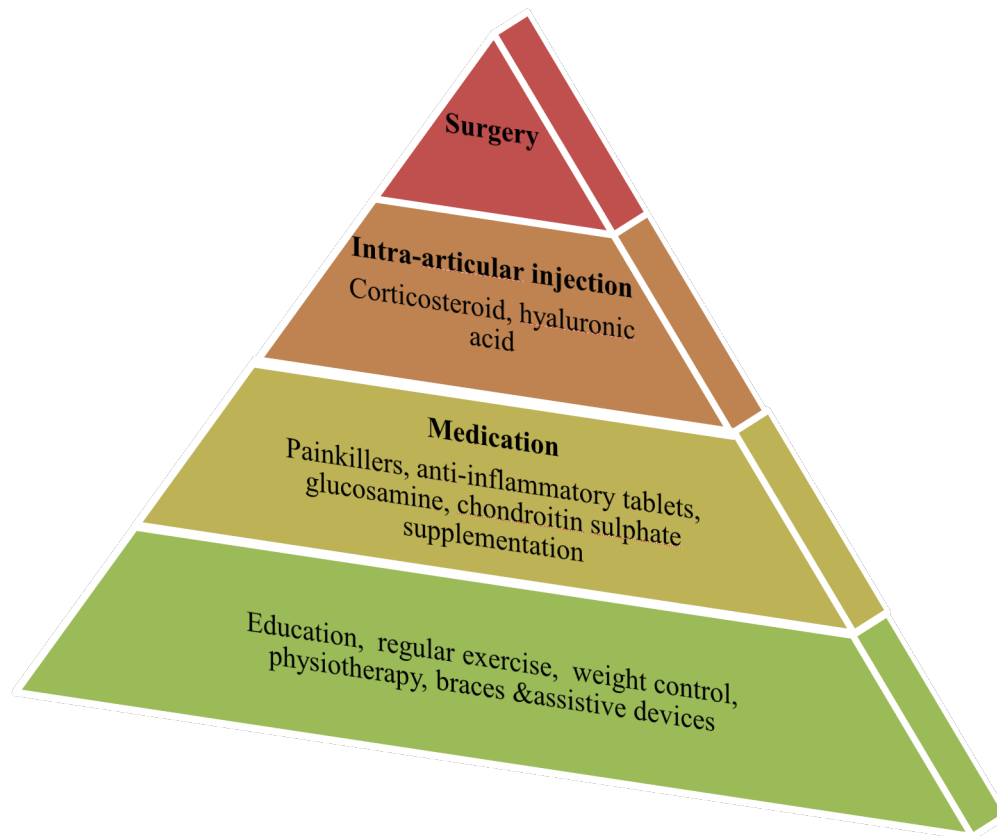 Surgery
Intra-articular injection
Corticosteroid, hyaluronic
acid
Medication
Painkillers, anti-inflammatory tablets,
glucosamine, chondroitin sulphate
supplementation
Education,  regular exercise,  weight control,
physiotherapy, braces &assistive devices